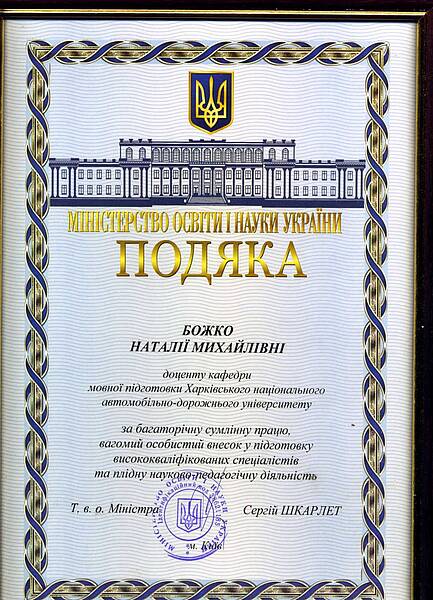 МІНІСТЕРСТВО ОСВІТИ І НАУКИ УКРАЇНИ
ПОДЯКА
БОЖКО
НАТАЛІЇ МИХАЙЛІВНІ
доценту кафедри
мовної підготовки Харківського національного
автомобільно-дорожнього університету
за багаторічну сумлінну працю,
вагомий особистий внесок у підготовку
висококваліфікованих спеціалістів
та плідну науково-педагогічну діяльність
Т. в. о. Міністра Сергій ШКАРЛЕТ
м. Київ